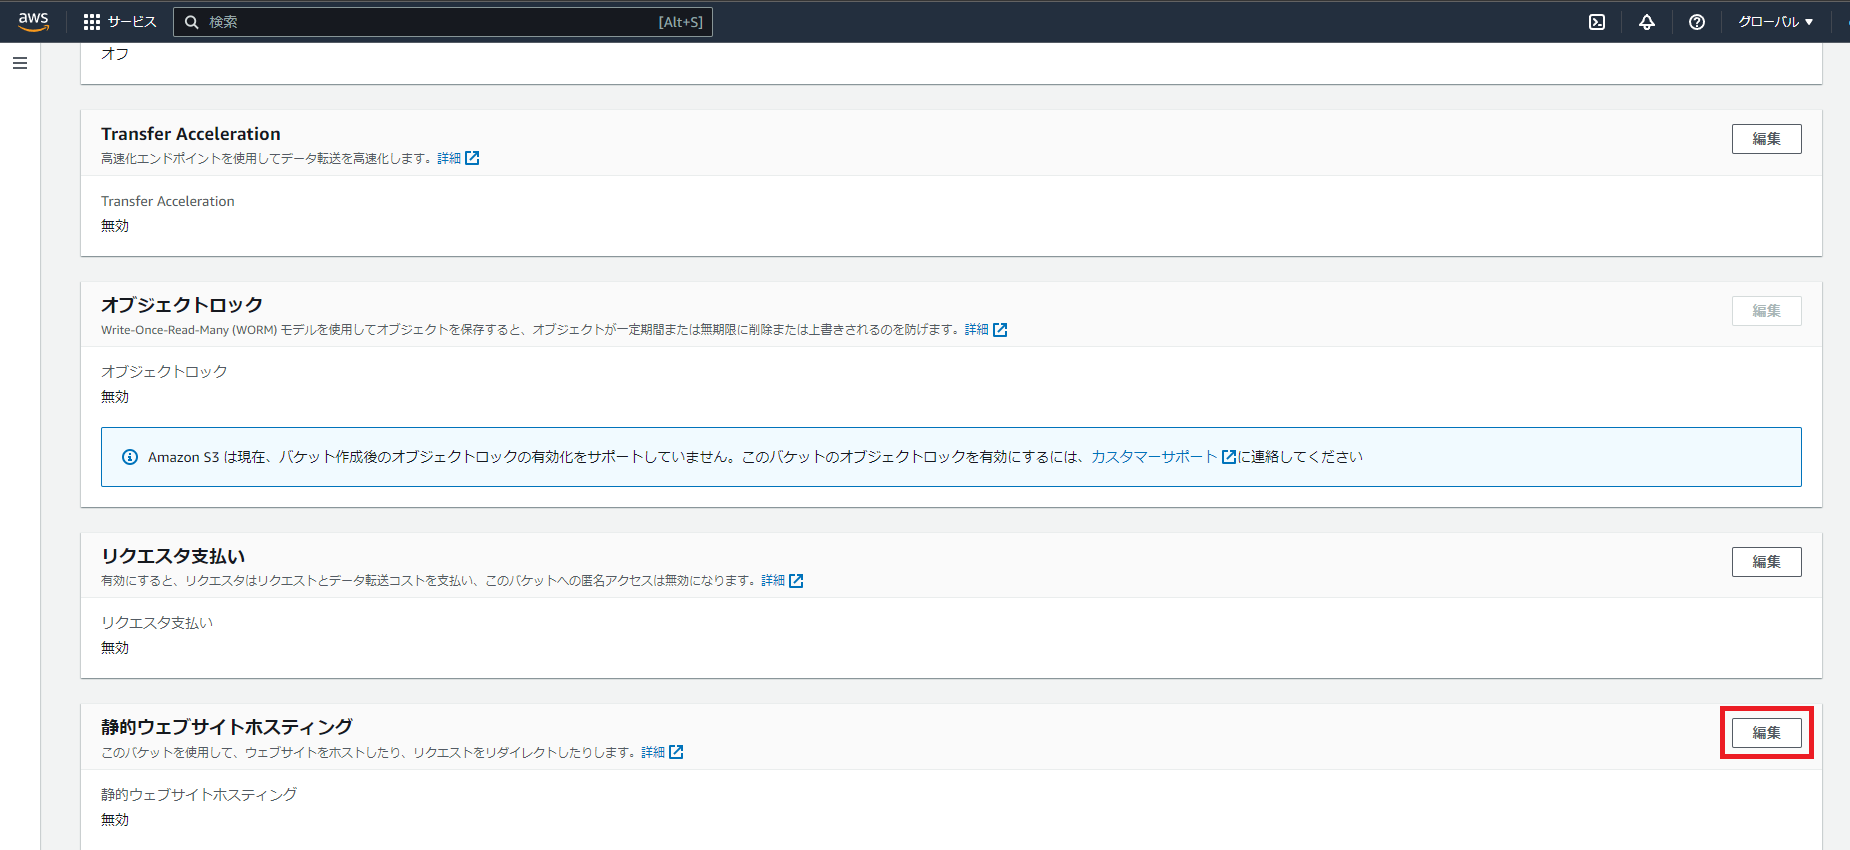 aws サービス 検索 [Alt+S] グローバル ▼
オフ
Transfer Acceleration
高速化エンドポイントを使用してデータ転送を高速化します。詳細
編集
Transfer Acceleration
無効
オブジェクトロック
Write-Once-Read-Many (WORM) モデルを使用してオブジェクトを保存すると、オブジェクトが一定期間または無期限に削除または上書きされるのを防げます。詳細
編集
オブジェクトロック
無効
Amazon S3 は現在、バケット作成後のオブジェクトロックの有効化をサポートしていません。このバケットのオブジェクトロックを有効にするには、カスタマーサポート に連絡してください
リクエスタ支払い
有効にすると、リクエスタはリクエストとデータ転送コストを支払い、このバケットへの匿名アクセスは無効になります。詳細
編集
リクエスタ支払い
無効
静的ウェブサイトホスティング
このバケットを使用して、ウェブサイトをホストしたり、リクエストをリダイレクトしたりします。詳細
編集
静的ウェブサイトホスティング
無効